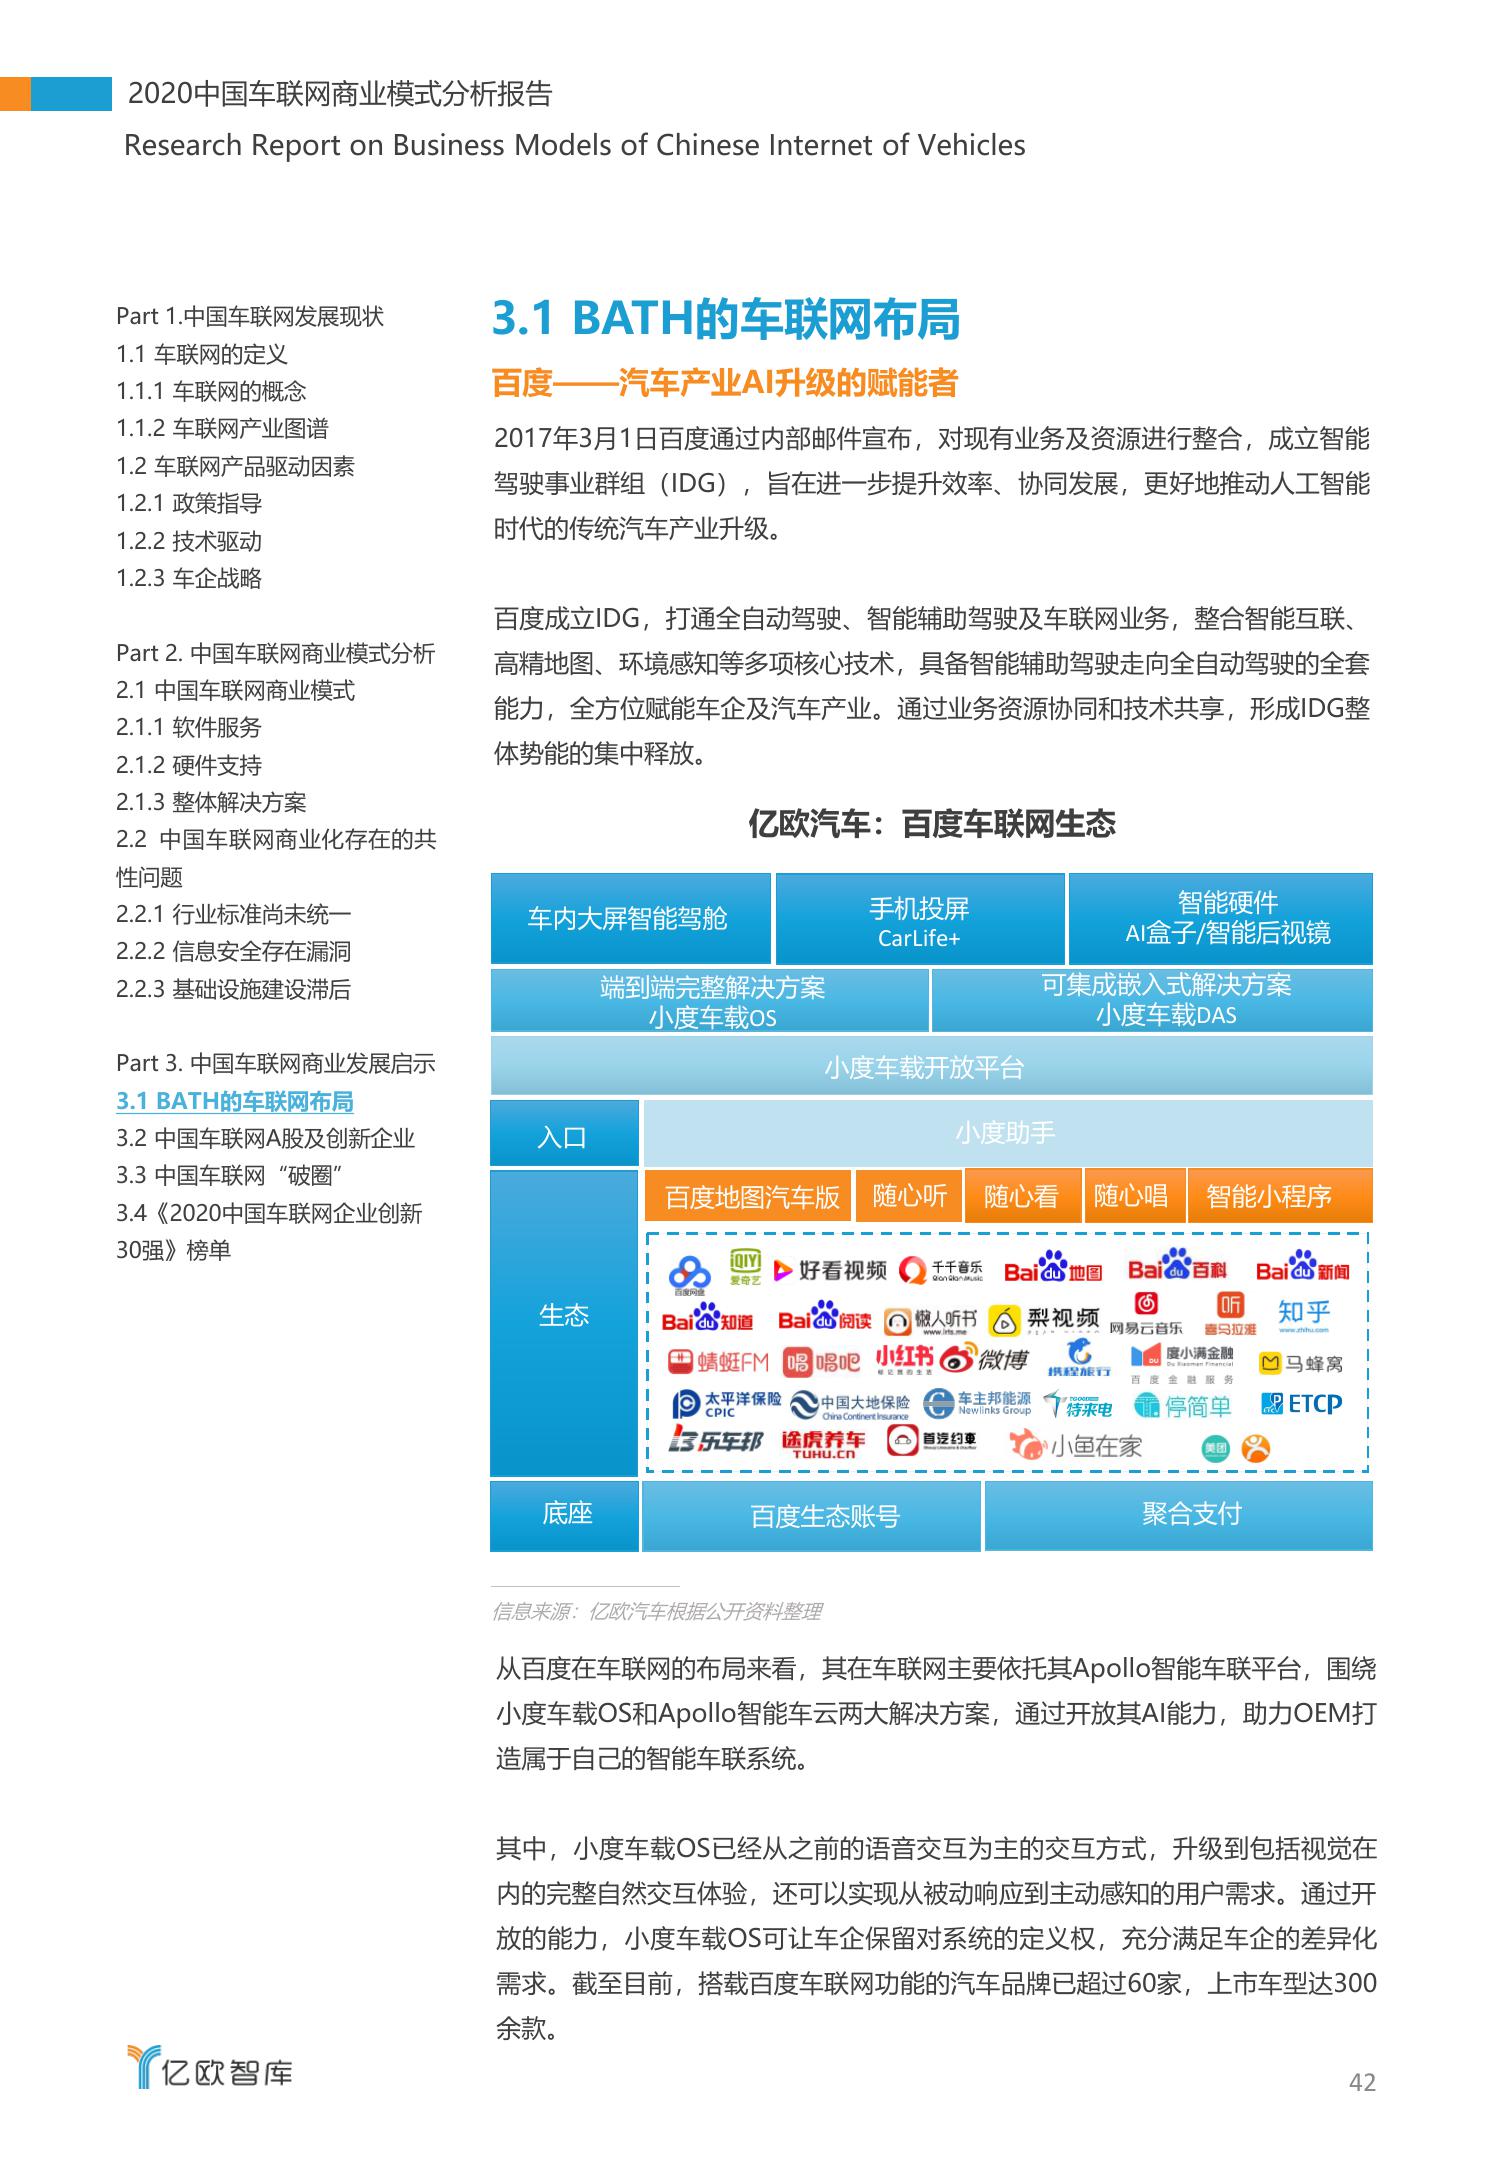 2020中国车联网商业模式分析报告
Research Report on Business Models of Chinese Internet of Vehicles
Part 1.中国车联网发展现状
1.1 车联网的定义
1.1.1 车联网的概念
1.1.2 车联网产业图谱
1.2 车联网产品驱动因素
1.2.1 政策指导
1.2.2 技术驱动
1.2.3 车企战略
Part 2. 中国车联网商业模式分析
2.1 中国车联网商业模式
2.1.1 软件服务
2.1.2 硬件支持
2.1.3 整体解决方案
2.2 中国车联网商业化存在的共
性问题
2.2.1 行业标准尚未统一
2.2.2 信息安全存在漏洞
2.2.3 基础设施建设滞后
Part 3. 中国车联网商业发展启示
3.1 BATH的车联网布局
3.2 中国车联网A股及创新企业
3.3 中国车联网“破圈”
3.4《2020中国车联网企业创新
30强》榜单
3.1 BATH的车联网布局
百度——汽车产业AI升级的赋能者
2017年3月1日百度通过内部邮件宣布，对现有业务及资源进行整合，成立智能
驾驶事业群组（IDG），旨在进一步提升效率、协同发展，更好地推动人工智能
时代的传统汽车产业升级。
百度成立IDG，打通全自动驾驶、智能辅助驾驶及车联网业务，整合智能互联、
高精地图、环境感知等多项核心技术，具备智能辅助驾驶走向全自动驾驶的全套
能力，全方位赋能车企及汽车产业。通过业务资源协同和技术共享，形成IDG整
体势能的集中释放。
亿欧汽车：百度车联网生态
车内大屏智能驾舱
手机投屏
CarLife+
智能硬件
AI盒子/智能后视镜
端到端完整解决方案
小度车载OS
可集成嵌入式解决方案
小度车载DAS
小度车载开放平台
入口
小度助手
生态
百度地图汽车版 随心听 随心看 随心唱 智能小程序
百度网盘 iQIYI 爱奇艺 好看视频 千千音乐 Qian Qian Music Bai du 地图 Bai du 百科 Bai du 新闻
Bai du 知道 Bai du 阅读 懒人听书 www.lrts.me 梨视频 网易云音乐 听 喜马拉雅 知乎 www.zhihu.com
蜻蜓FM 唱 唱吧 小红书 标记我的生活 微博 携程旅行 DU 度小满金融 Du Xiaoman Financial 百度金融服务 马蜂窝
太平洋保险 CPIC 中国大地保险 China Continent Insurance 车主邦能源 Newlinks Group 特来电 停简单 ETCP
乐车邦 途虎养车 TUHU.CN 首汽约车 小鱼在家 美团
底座
百度生态账号
聚合支付
信息来源：亿欧汽车根据公开资料整理
从百度在车联网的布局来看，其在车联网主要依托其Apollo智能车联平台，围绕
小度车载OS和Apollo智能车云两大解决方案，通过开放其AI能力，助力OEM打
造属于自己的智能车联系统。
其中，小度车载OS已经从之前的语音交互为主的交互方式，升级到包括视觉在
内的完整自然交互体验，还可以实现从被动响应到主动感知的用户需求。通过开
放的能力，小度车载OS可让车企保留对系统的定义权，充分满足车企的差异化
需求。截至目前，搭载百度车联网功能的汽车品牌已超过60家，上市车型达300
余款。
亿欧智库
42